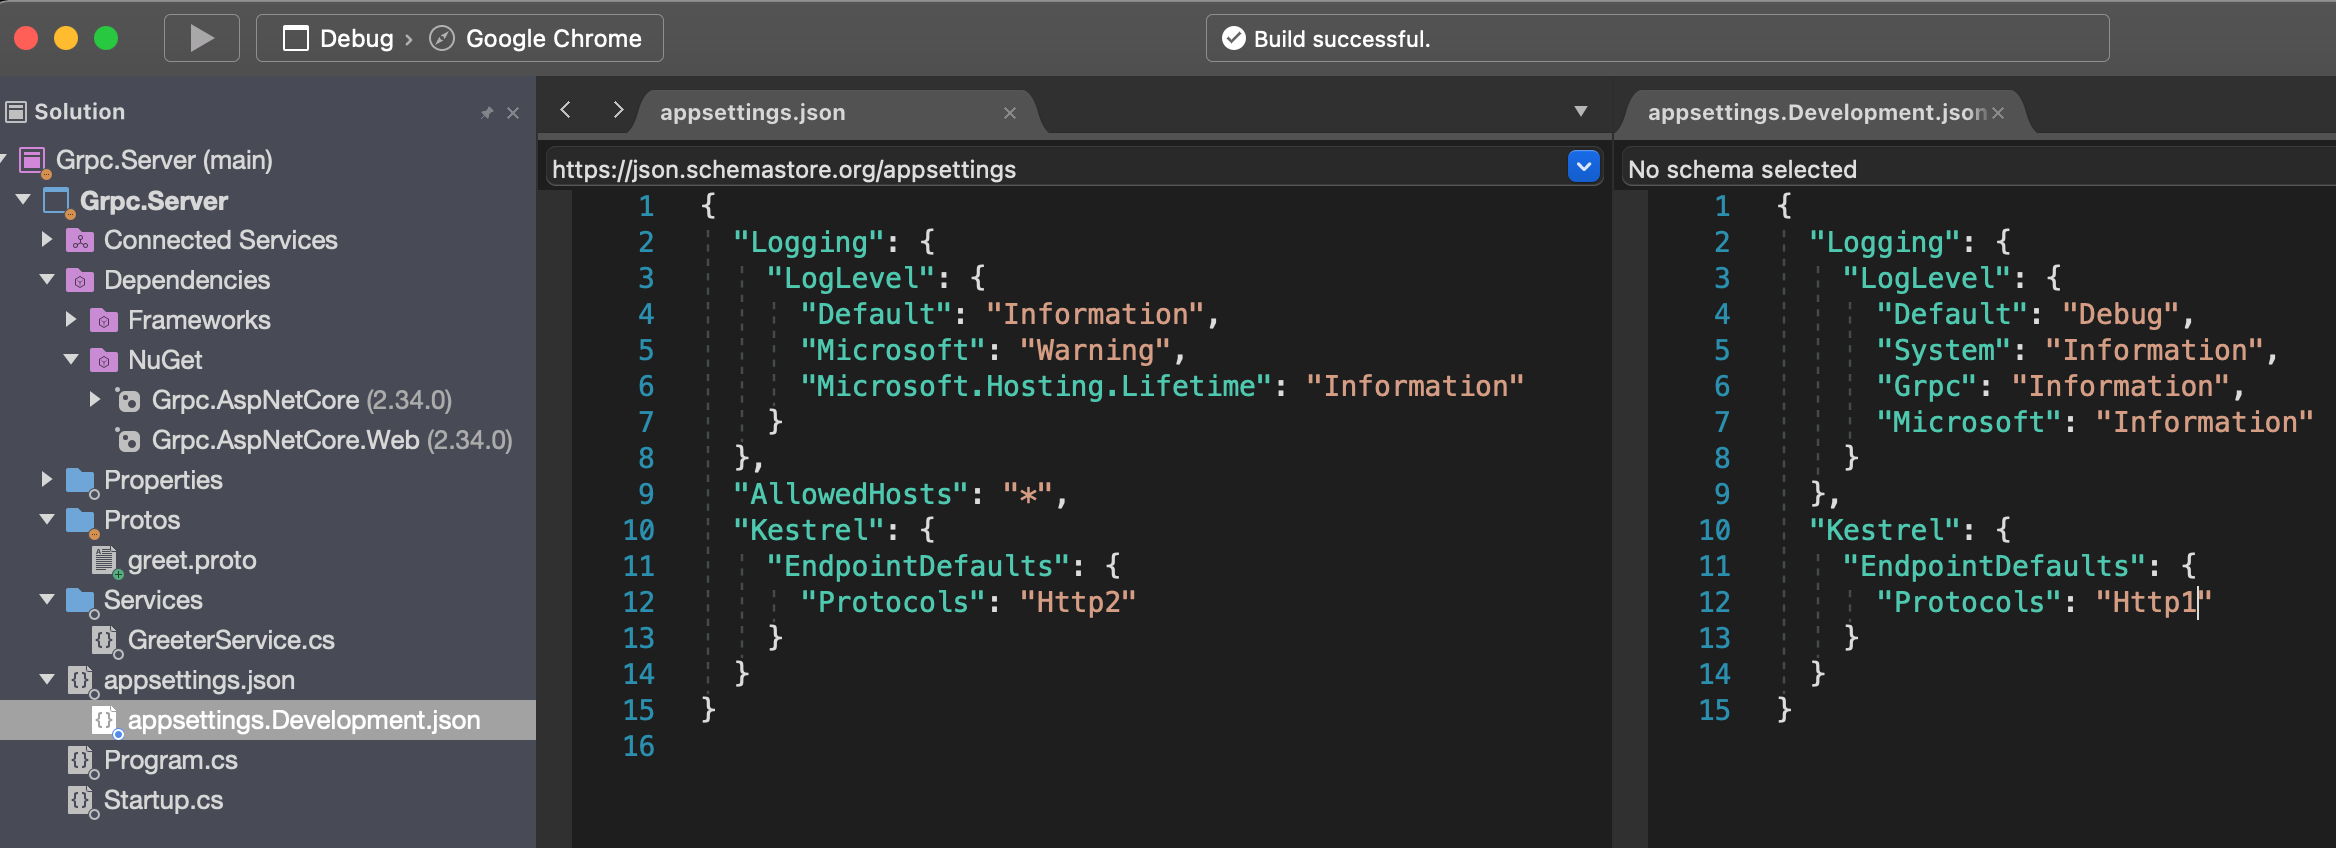 Debug › Google Chrome
Build successful.
Solution
Grpc.Server (main)
Grpc.Server
Connected Services
Dependencies
Frameworks
NuGet
Grpc.AspNetCore (2.34.0)
Grpc.AspNetCore.Web (2.34.0)
Properties
Protos
greet.proto
Services
GreeterService.cs
appsettings.json
appsettings.Development.json
Program.cs
Startup.cs
appsettings.json
https://json.schemastore.org/appsettings
1 {
2 "Logging": {
3 "LogLevel": {
4 "Default": "Information",
5 "Microsoft": "Warning",
6 "Microsoft.Hosting.Lifetime": "Information"
7 }
8 },
9 "AllowedHosts": "*",
10 "Kestrel": {
11 "EndpointDefaults": {
12 "Protocols": "Http2"
13 }
14 }
15 }
16
appsettings.Development.json
No schema selected
1 {
2 "Logging": {
3 "LogLevel": {
4 "Default": "Debug",
5 "System": "Information",
6 "Grpc": "Information",
7 "Microsoft": "Information"
8 }
9 },
10 "Kestrel": {
11 "EndpointDefaults": {
12 "Protocols": "Http1"
13 }
14 }
15 }